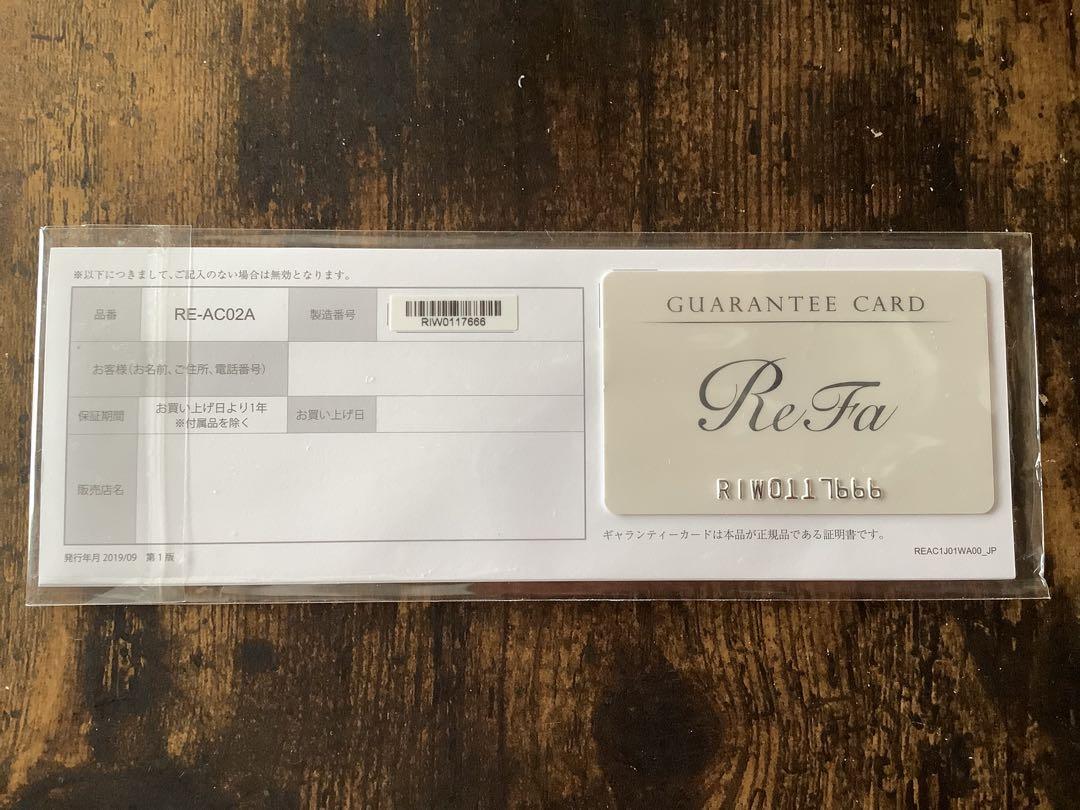 ※以下につきまして、ご記入のない場合は無効となります。
品番
RE-AC02A
製造番号
RIW0117666
お客様（お名前、ご住所、電話番号）
保証期間
お買い上げ日より1年
※付属品を除く
お買い上げ日
販売店名
発行年月 2019/09 第1版
GUARANTEE CARD
ReFa
RIW0117666
ギャランティーカードは本品が正規品である証明書です。
REAC1J01WA00_JP